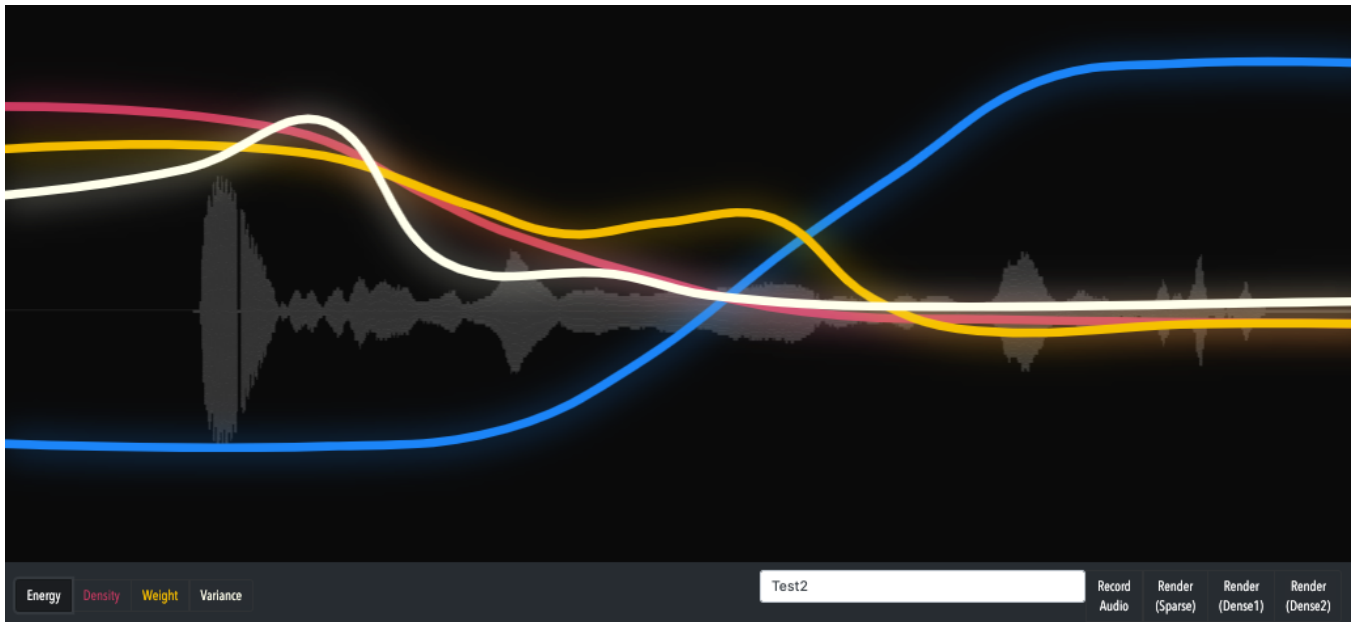 Energy Density Weight Variance
Test2
Record
Audio
Render
(Sparse)
Render
(Dense1)
Render
(Dense2)